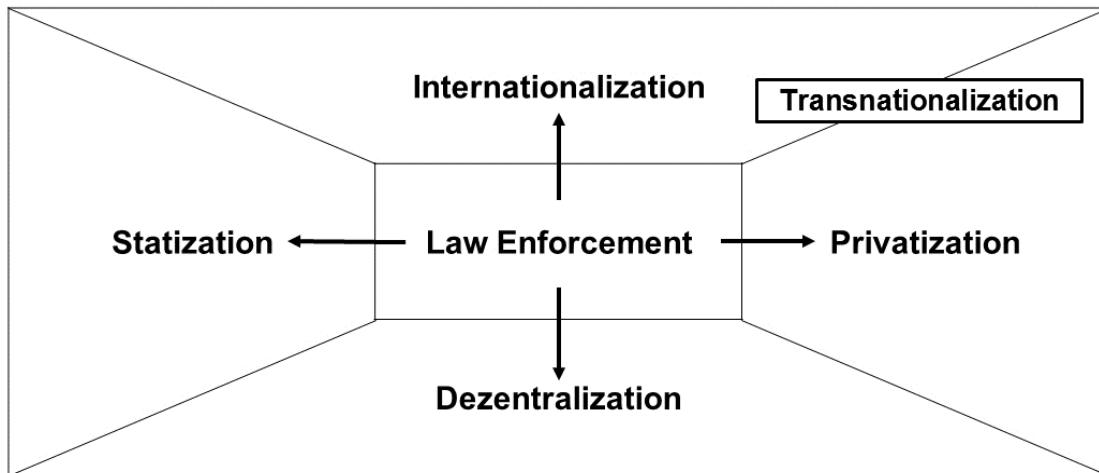 Internationalization
Transnationalization
Statization
Law Enforcement
Privatization
Dezentralization